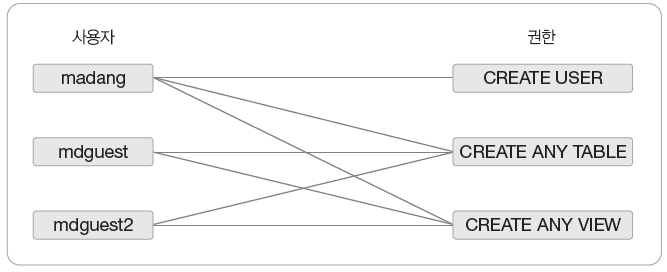 사용자 권한
madang CREATE USER
mdguest CREATE ANY TABLE
mdguest2 CREATE ANY VIEW